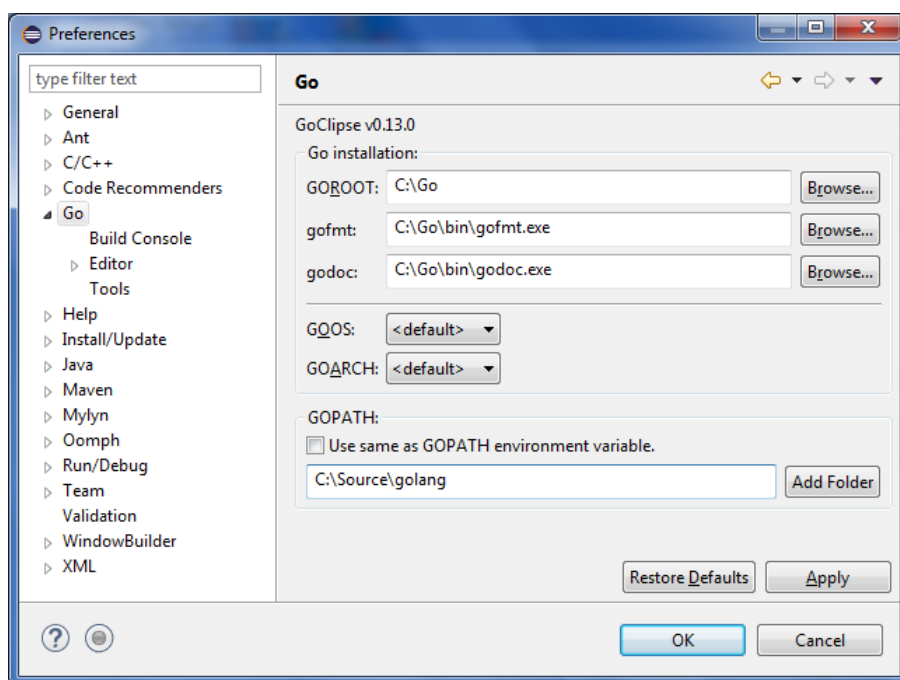 Preferences
type filter text
General
Ant
C/C++
Code Recommenders
Go
Build Console
Editor
Tools
Help
Install/Update
Java
Maven
Mylyn
Oomph
Run/Debug
Team
Validation
WindowBuilder
XML
Go
GoClipse v0.13.0
Go installation:
GOROOT: C:\Go Browse...
gofmt: C:\Go\bin\gofmt.exe Browse...
godoc: C:\Go\bin\godoc.exe Browse...
GOOS: <default>
GOARCH: <default>
GOPATH:
Use same as GOPATH environment variable.
C:\Source\golang Add Folder
Restore Defaults Apply
? OK Cancel